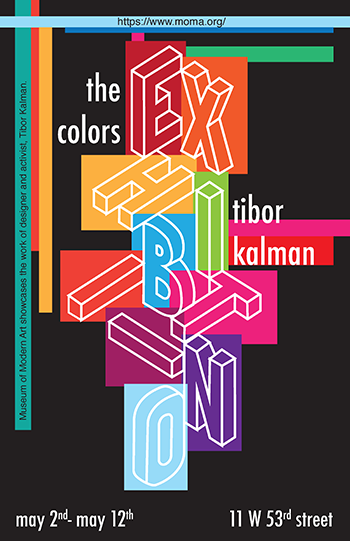 https://www.moma.org/
Museum of Modern Art showcases the work of designer and activist, Tibor Kalman.
the
colors
EXHIBITION
tibor
kalman
may 2nd- may 12th
11 W 53rd street